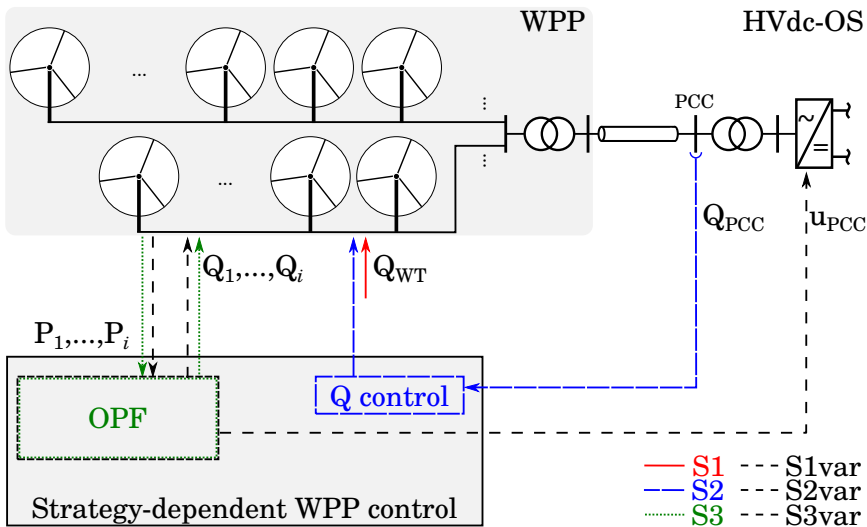 WPP
HVdc-OS
...
PCC
...
...
...
~
=
Q_PCC
u_PCC
Q_1,...,Q_i
Q_WT
P_1,...,P_i
Q control
OPF
S1
S1var
S2
S2var
S3
S3var
Strategy-dependent WPP control